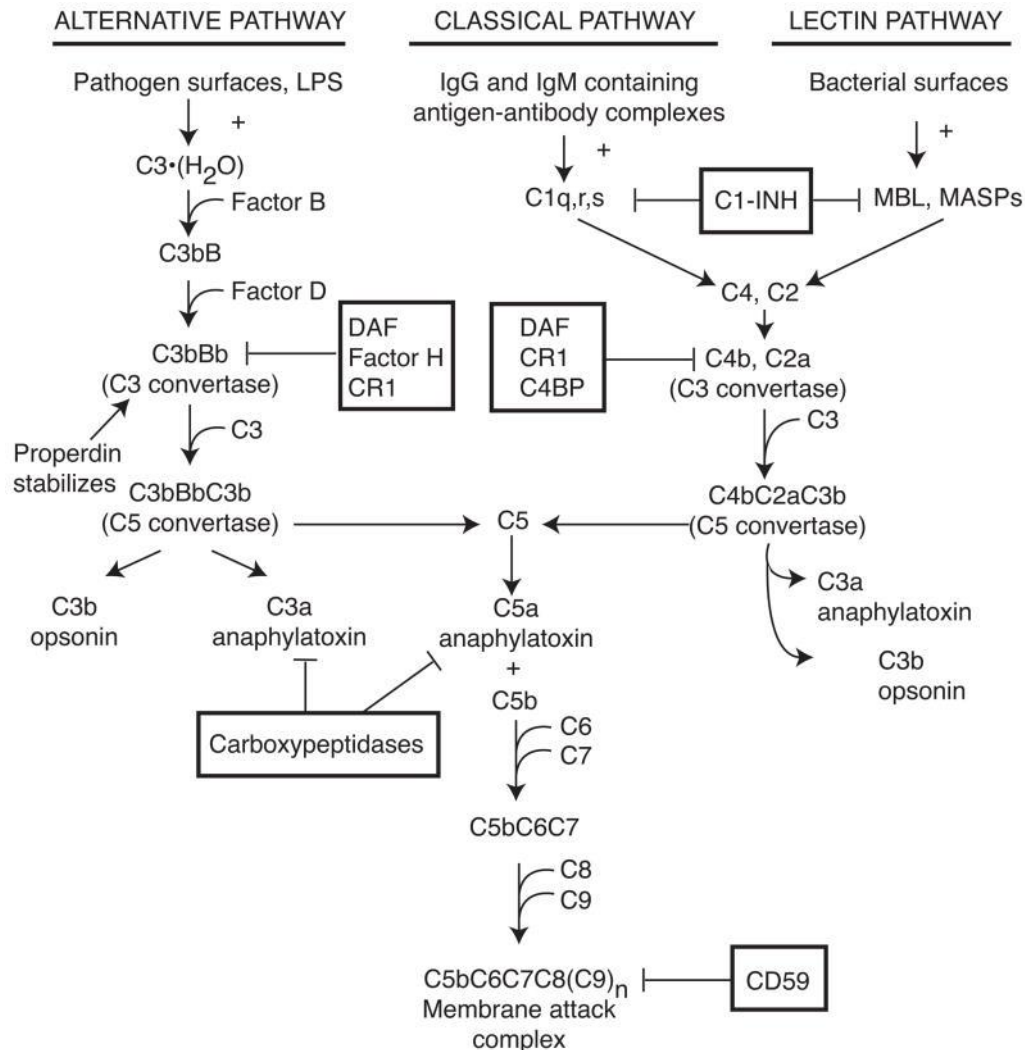 ALTERNATIVE PATHWAY
CLASSICAL PATHWAY
LECTIN PATHWAY
Pathogen surfaces, LPS
+
C3•(H2O)
Factor B
C3bB
Factor D
C3bBb
(C3 convertase)
DAF
Factor H
CR1
Properdin
stabilizes
C3
C3bBbC3b
(C5 convertase)
C3b
opsonin
C3a
anaphylatoxin
Carboxypeptidases
IgG and IgM containing
antigen-antibody complexes
+
C1q,r,s
C1-INH
Bacterial surfaces
+
MBL, MASPs
C4, C2
DAF
CR1
C4BP
C4b, C2a
(C3 convertase)
C3
C4bC2aC3b
(C5 convertase)
C3a
anaphylatoxin
C3b
opsonin
C5
C5a
anaphylatoxin
+
C5b
C6
C7
C5bC6C7
C8
C9
C5bC6C7C8(C9)n
Membrane attack
complex
CD59